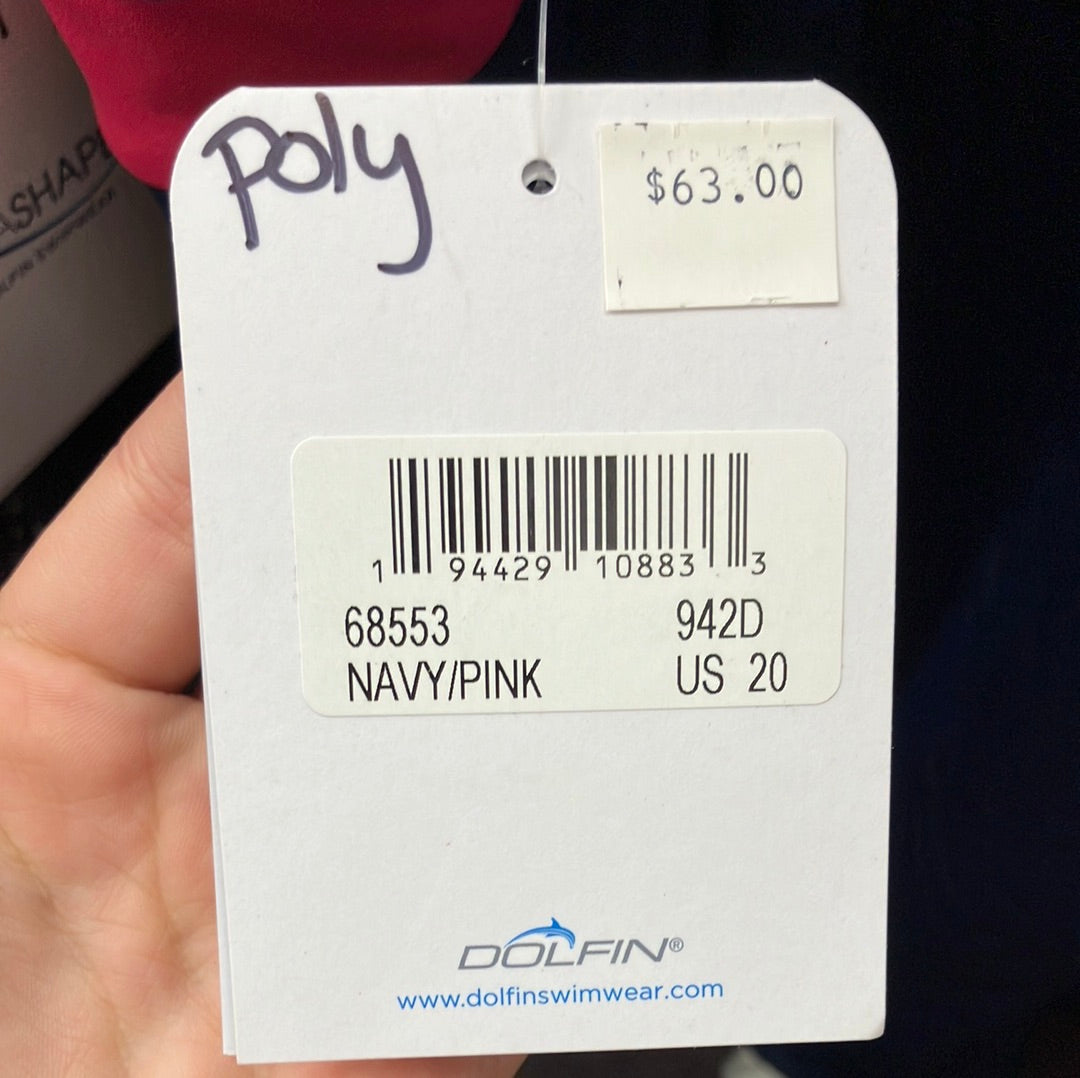 poly
$63.00
1 94429 10883 3
68553 942D
NAVY/PINK US 20
DOLFIN®
www.dolfinswimwear.com